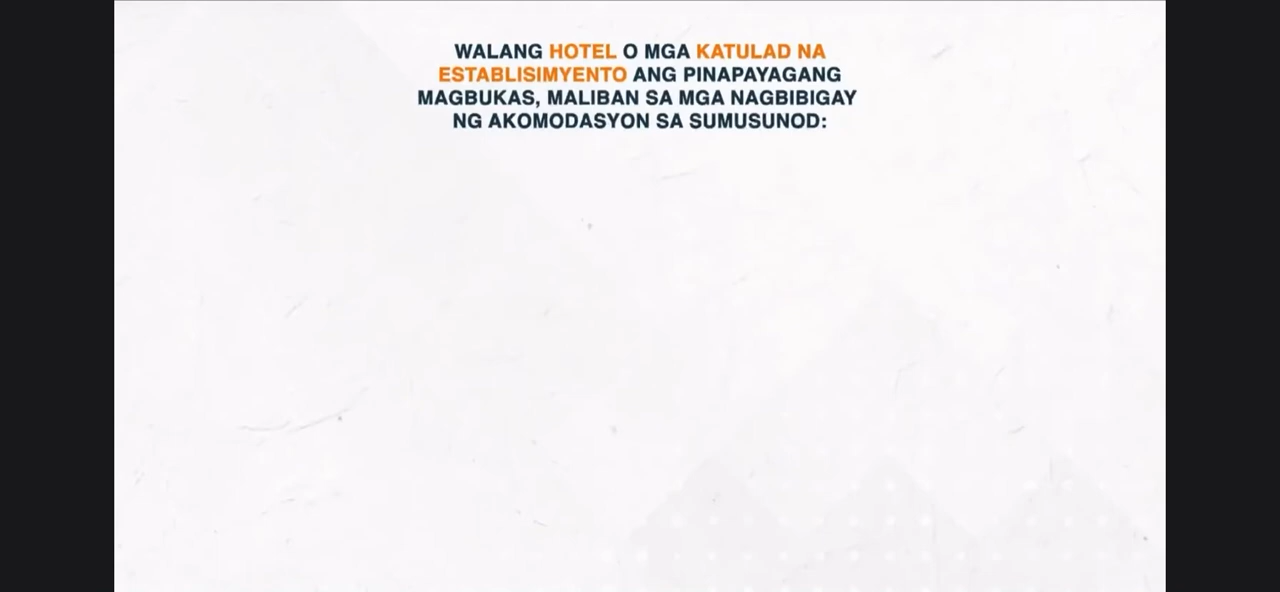 WALANG HOTEL O MGA KATULAD NA
ESTABLISIMYENTO ANG PINAPAYAGANG
MAGBUKAS, MALIBAN SA MGA NAGBIBIGAY
NG AKOMODASYON SA SUMUSUNOD: